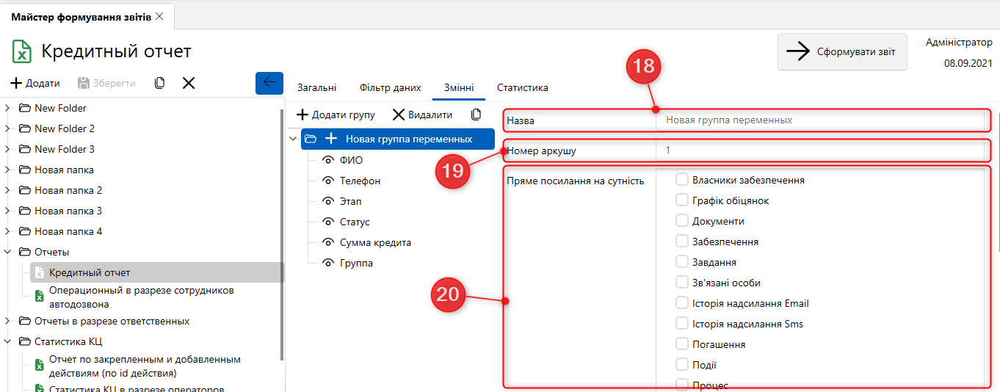 Майстер формування звітів
Кредитный отчет
Сформувати звіт
Адміністратор
08.09.2021
Додати
Зберегти
New Folder
New Folder 2
New Folder 3
Новая папка
Новая папка 2
Новая папка 3
Новая папка 4
Отчеты
Кредитный отчет
Операционный в разрезе сотрудников
автодозвона
Отчеты в разрезе ответственных
Статистика КЦ
Отчет по закрепленным и добавленным
действиям (по id действия)
Статистика КЦ в разрезе операторов
Загальні
Фільтр даних
Змінні
Статистика
Додати групу
Видалити
Новая группа переменных
ФИО
Телефон
Этап
Статус
Сумма кредита
Группа
18
Назва
Новая группа переменных
19
Номер аркушу
1
20
Пряме посилання на сутність
Власники забезпечення
Графік обіцянок
Документи
Забезпечення
Завдання
Зв'язані особи
Історія надсилання Email
Історія надсилання Sms
Погашення
Події
Процес